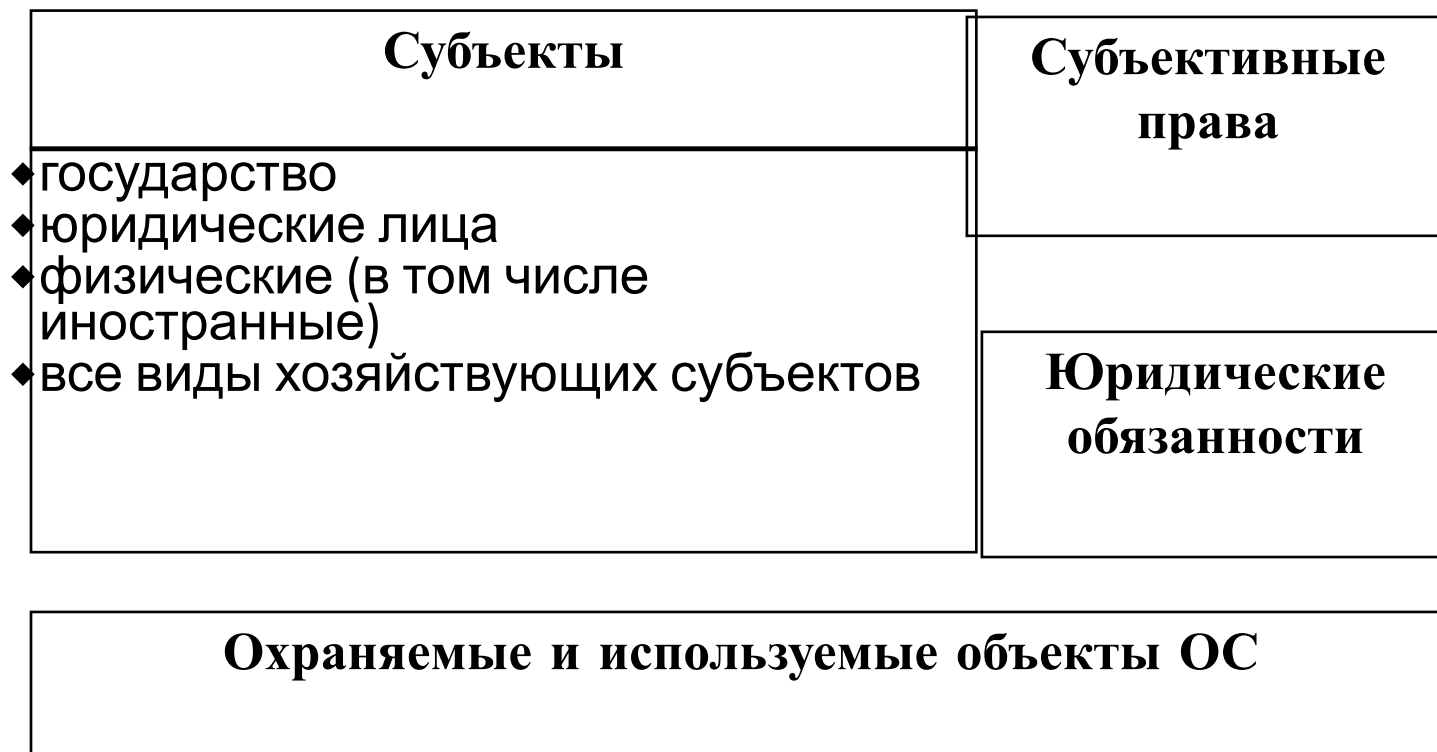 Субъекты
◆государство
◆юридические лица
◆физические (в том числе
иностранные)
◆все виды хозяйствующих субъектов
Субъективные
права
Юридические
обязанности
Охраняемые и используемые объекты ОС